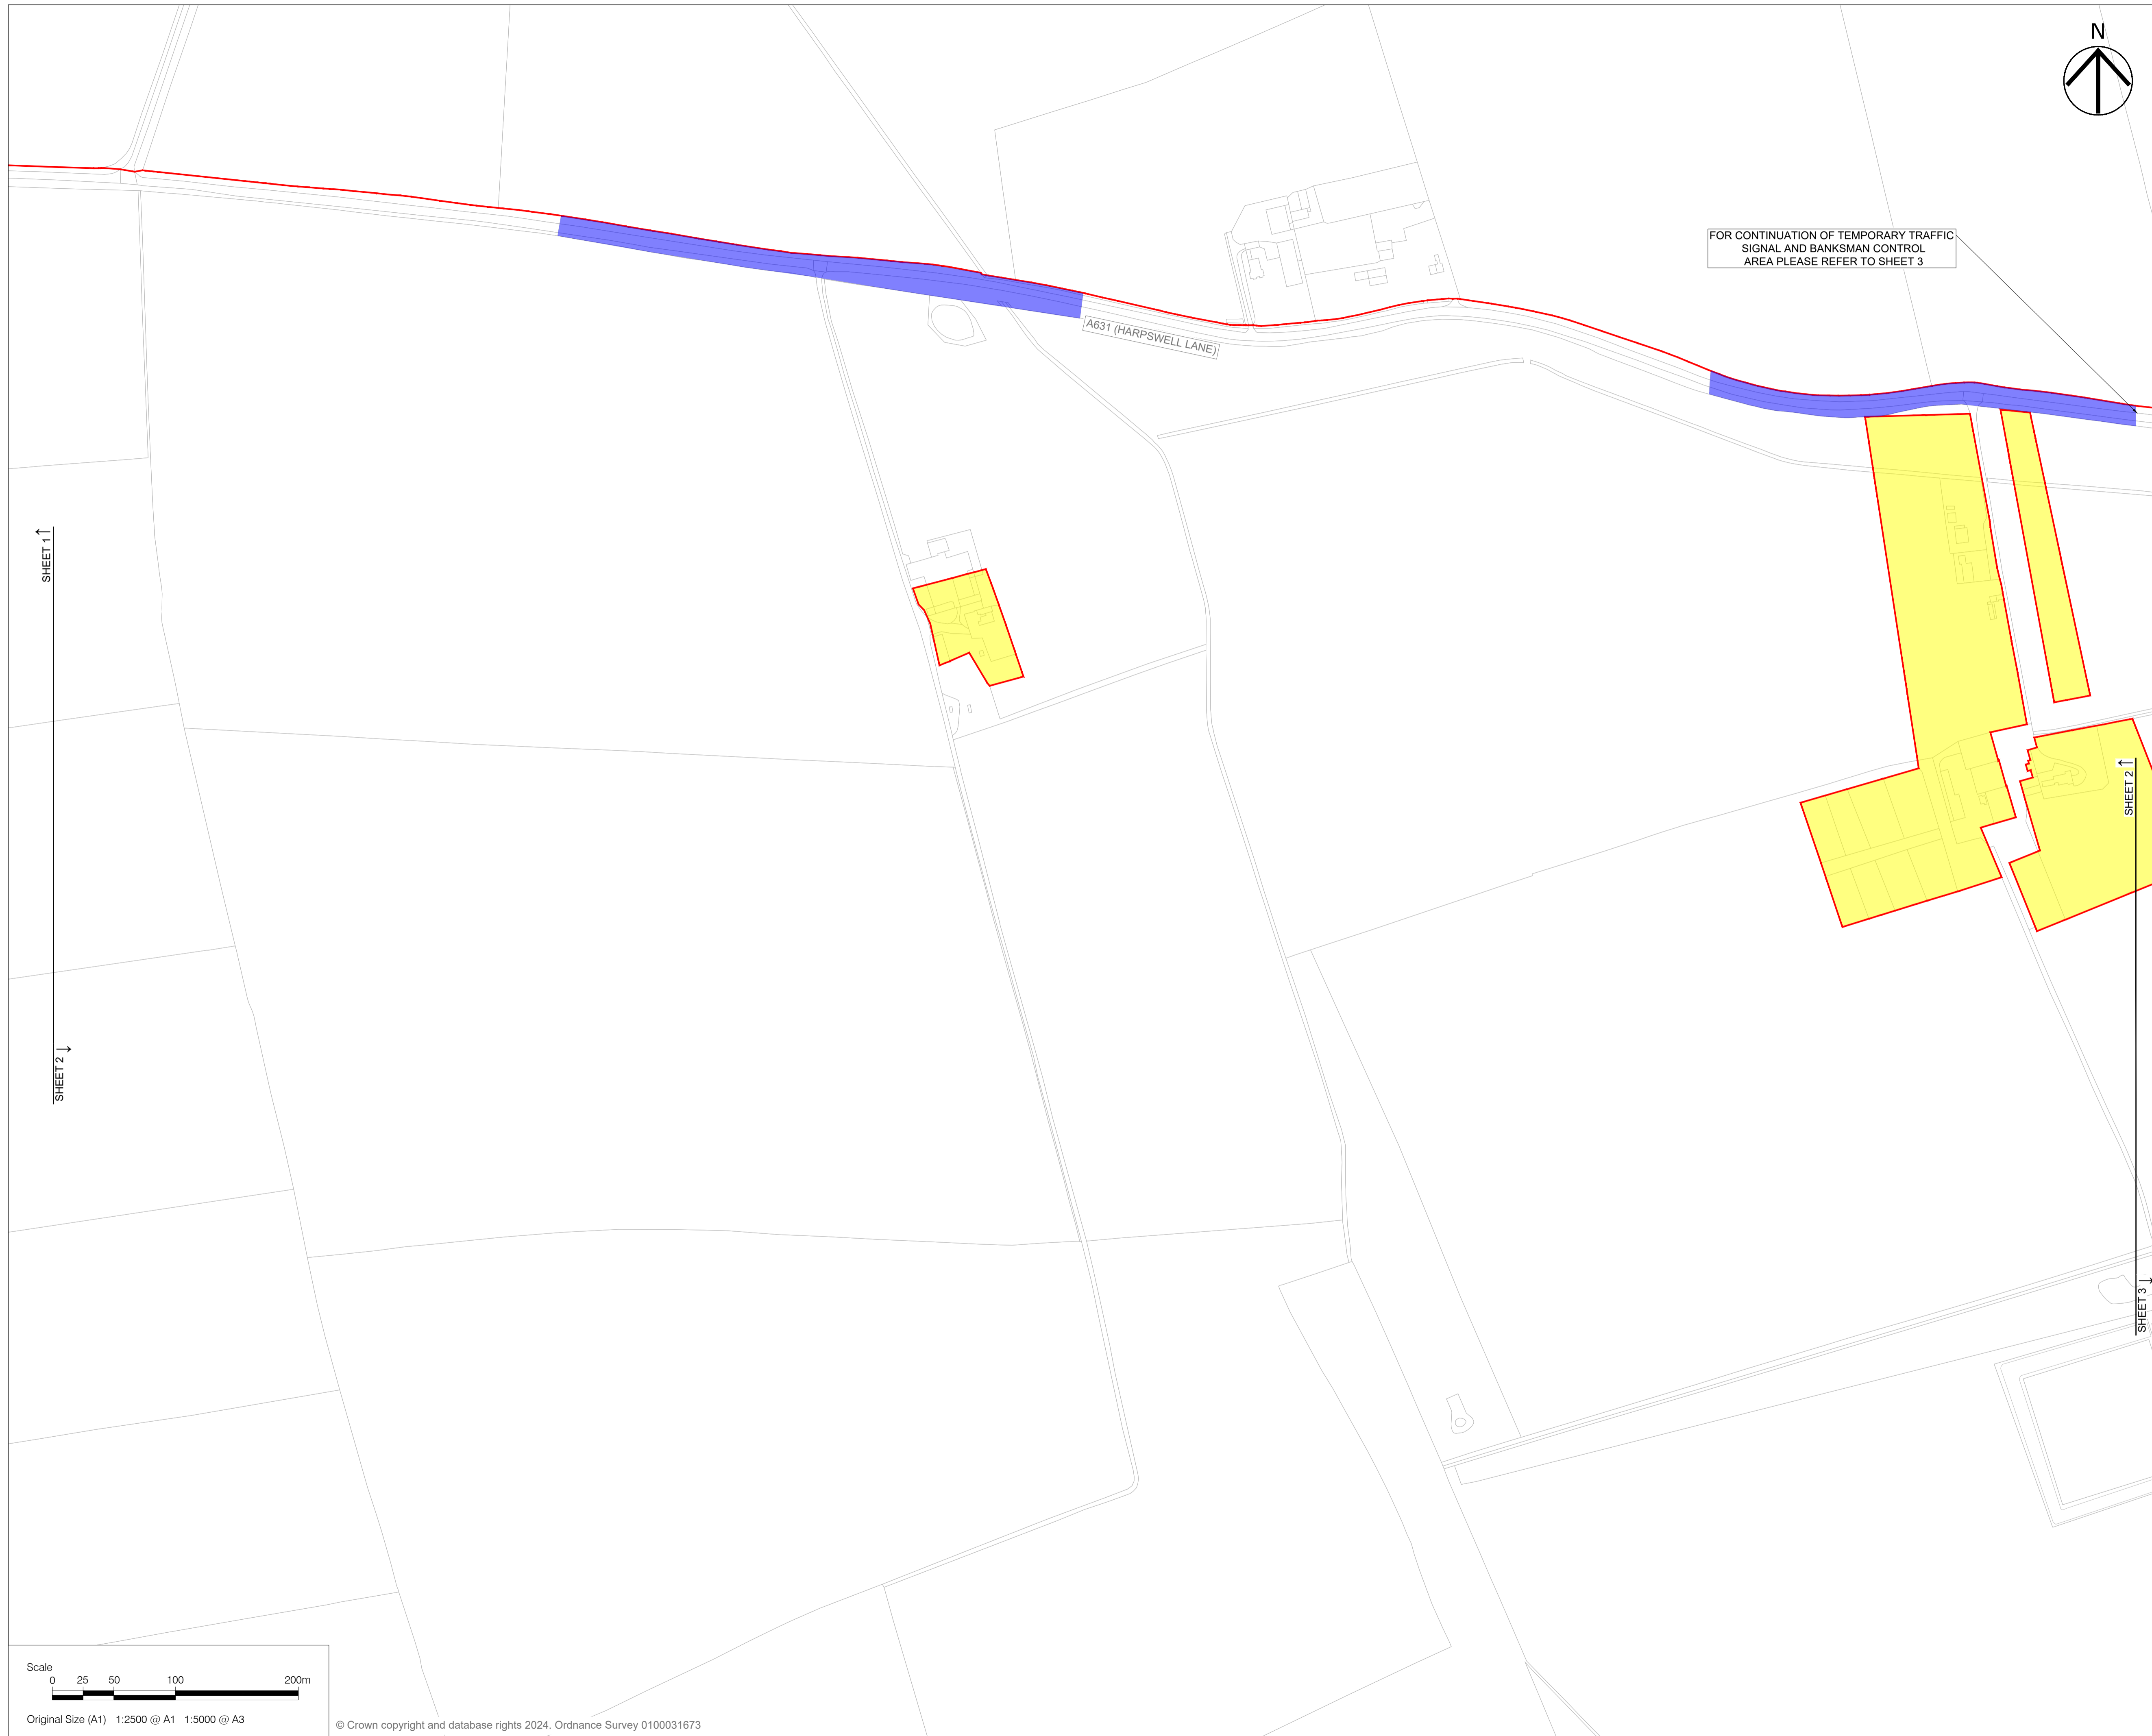 N
FOR CONTINUATION OF TEMPORARY TRAFFIC
SIGNAL AND BANKSMAN CONTROL
AREA PLEASE REFER TO SHEET 3
A631 (HARPSWELL LANE)
SHEET 1
SHEET 2
SHEET 2
SHEET 3
Scale
0 25 50 100 200m
Original Size (A1) 1:2500 @ A1 1:5000 @ A3
© Crown copyright and database rights 2024. Ordnance Survey 0100031673